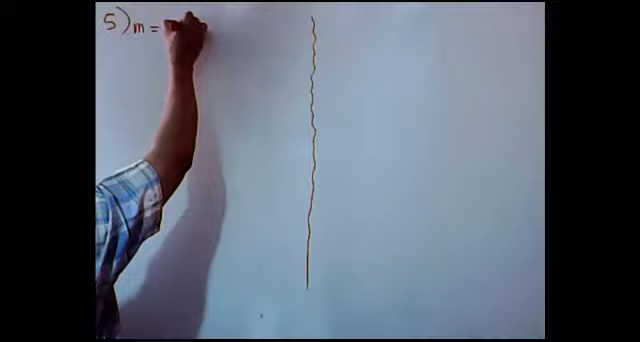 5) m =